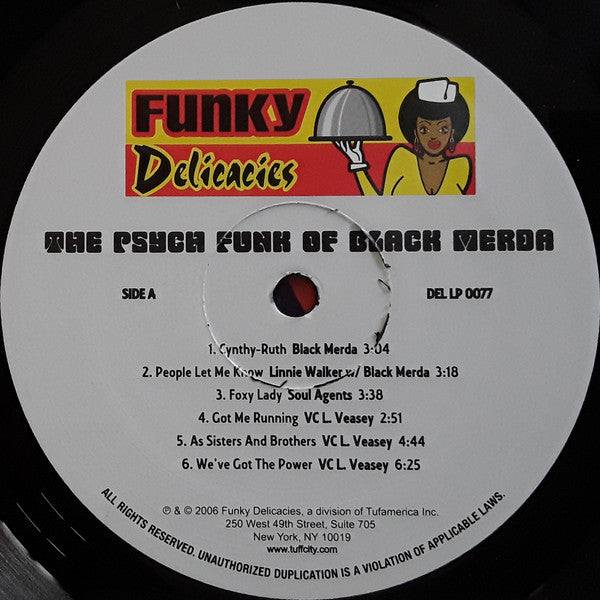 Funky
Delicacies
THE PSYCH FUNK OF BLACK MERDA
SIDE A
DEL LP 0077
1. Cynthy-Ruth Black Merda 3:04
2. People Let Me Know Linnie Walker w/ Black Merda 3:18
3. Foxy Lady Soul Agents 3:38
4. Got Me Running VC L. Veasey 2:51
5. As Sisters And Brothers VC L. Veasey 4:44
6. We've Got The Power VC L. Veasey 6:25
℗ & © 2006 Funky Delicacies, a division of Tufamerica Inc.
250 West 49th Street, Suite 705
New York, NY 10019
www.tuffcity.com
ALL RIGHTS RESERVED. UNAUTHORIZED DUPLICATION IS A VIOLATION OF APPLICABLE LAWS.